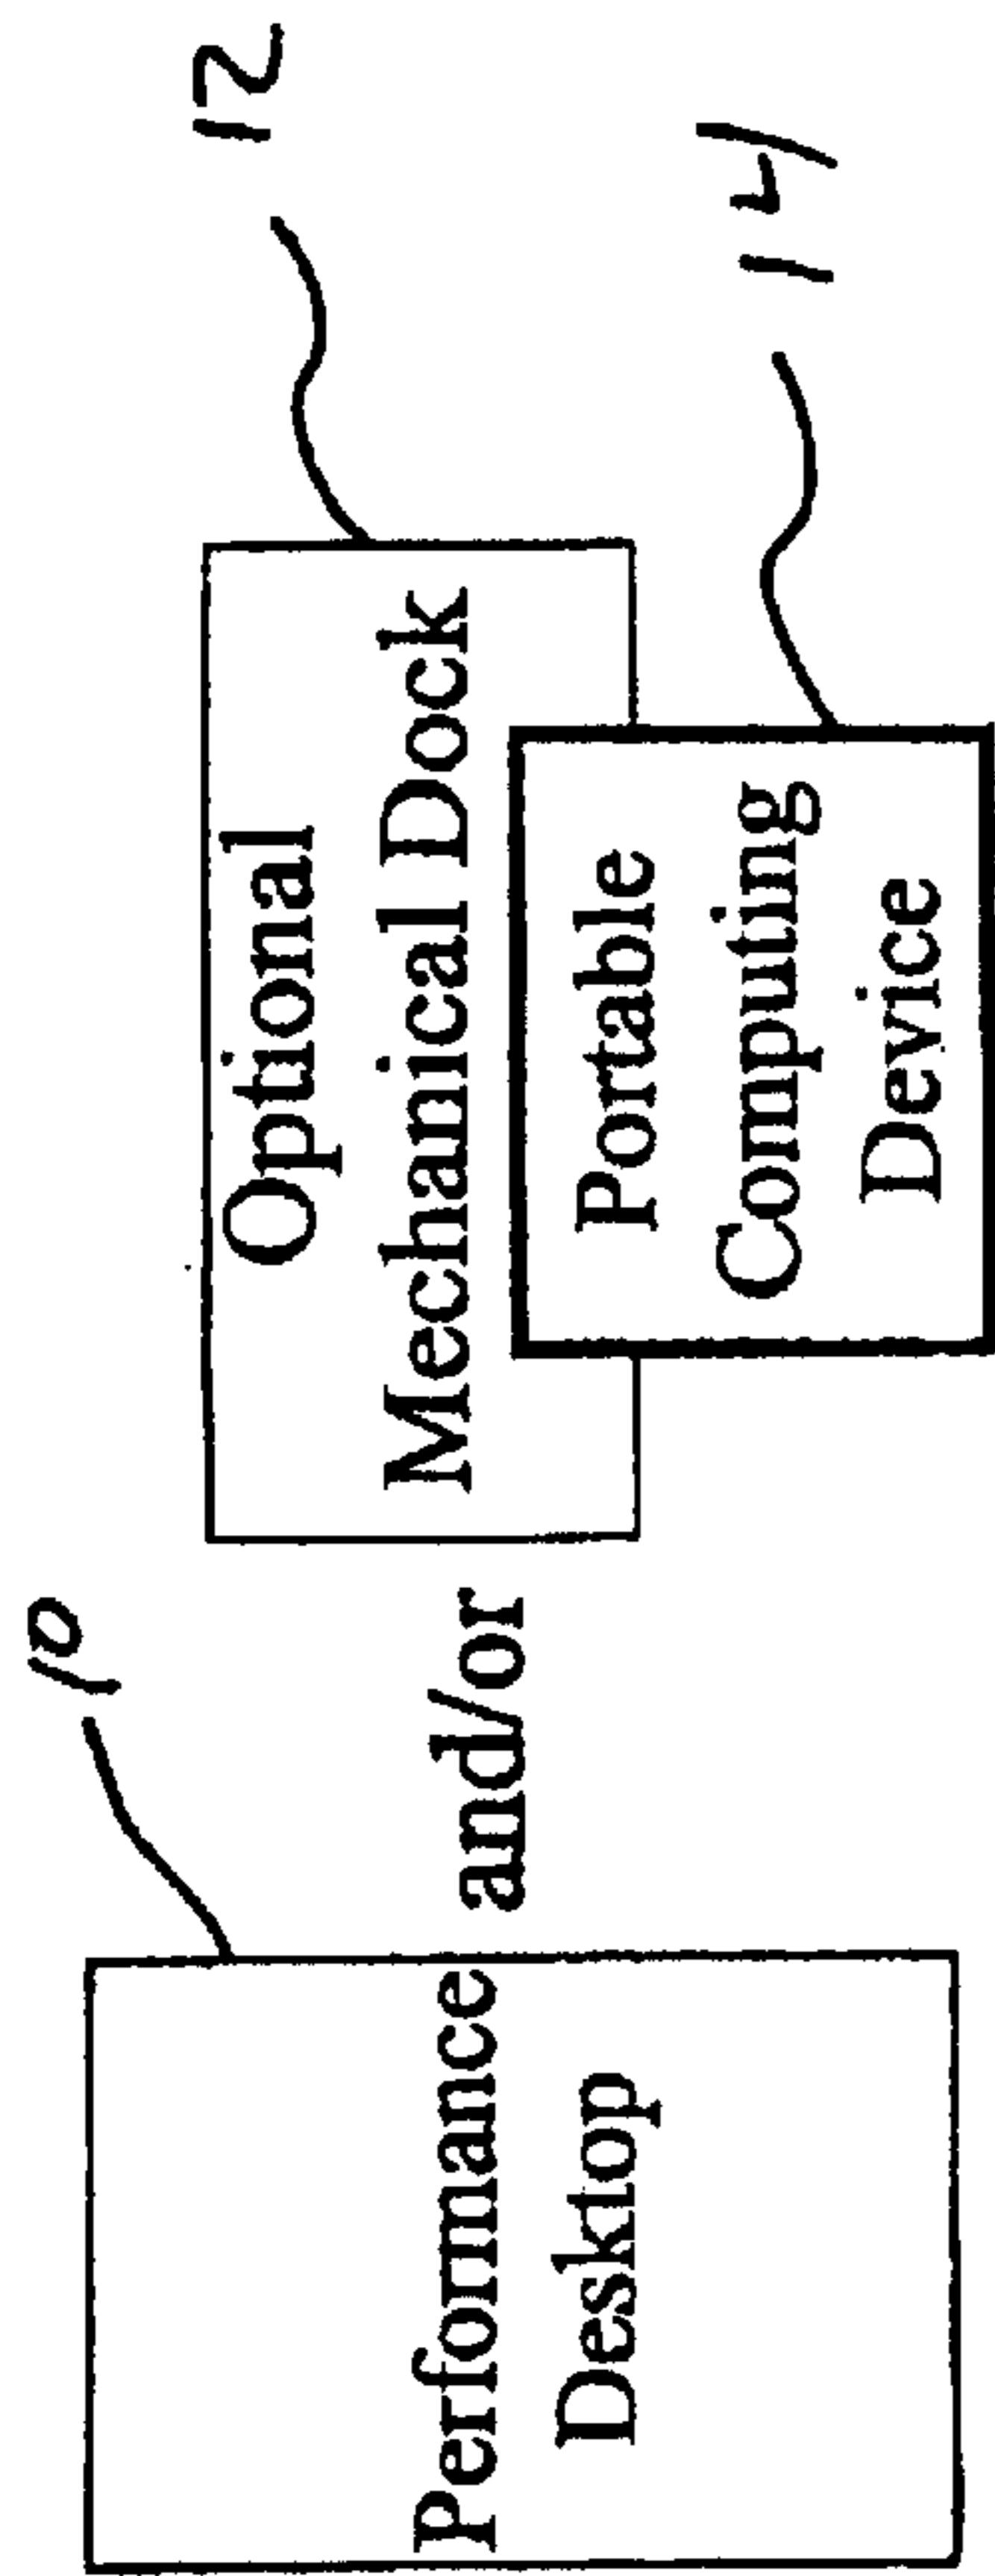 10
Performance
Desktop
and/or
12
Optional
Mechanical Dock
14
Portable
Computing
Device